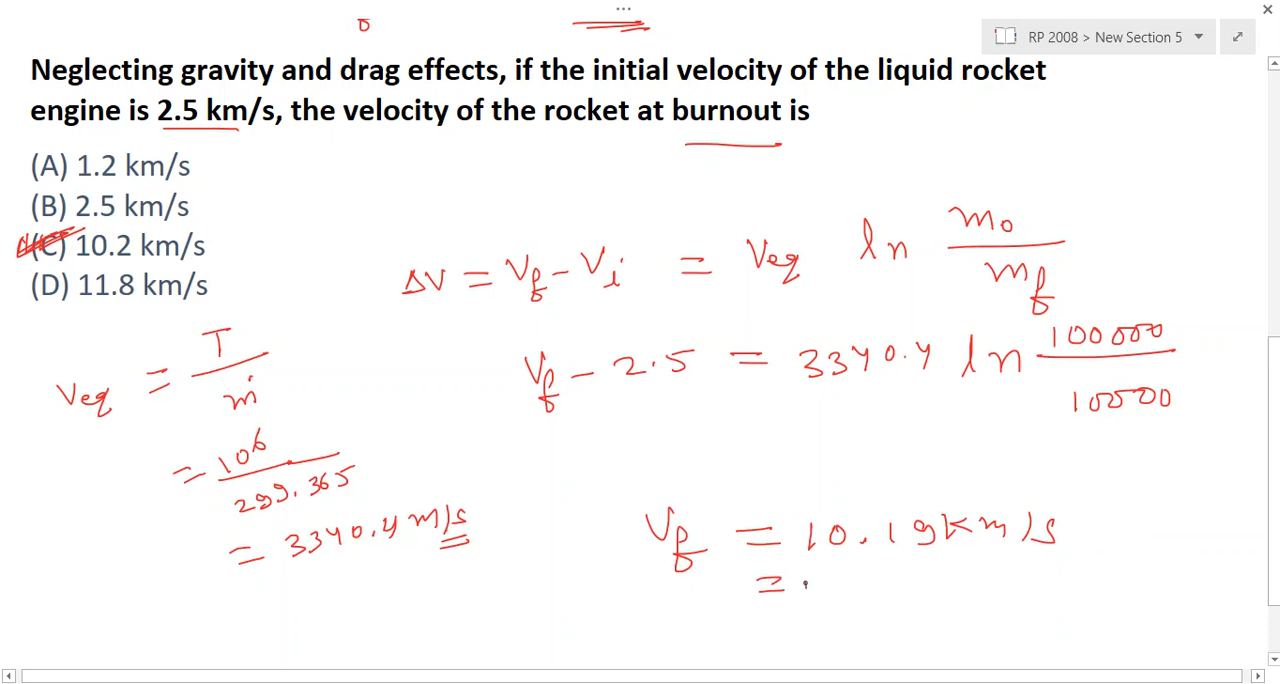 RP 2008 > New Section 5
Neglecting gravity and drag effects, if the initial velocity of the liquid rocket
engine is 2.5 km/s, the velocity of the rocket at burnout is
(A) 1.2 km/s
(B) 2.5 km/s
(C) 10.2 km/s
(D) 11.8 km/s
ΔV = Vf - Vi = Veq ln m0/mf
Vf - 2.5 = 3340.4 ln 100000/10000
Veq = T/ṁ
= 10^6/299.365
= 3340.4 m/s
Vf = 10.19 km/s
=